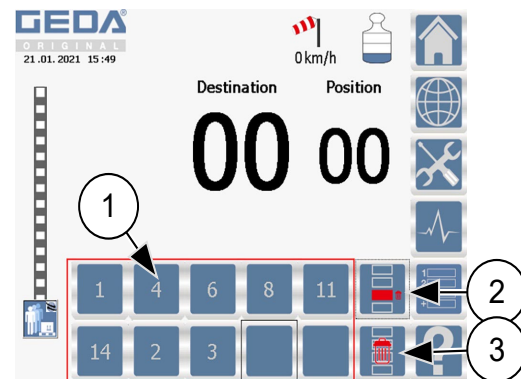 GEDA®
ORIGINAL
21.01.2021 15:49
0 km/h
Destination Position
00 00
1
1 4 6 8 11
2
14 2 3
3